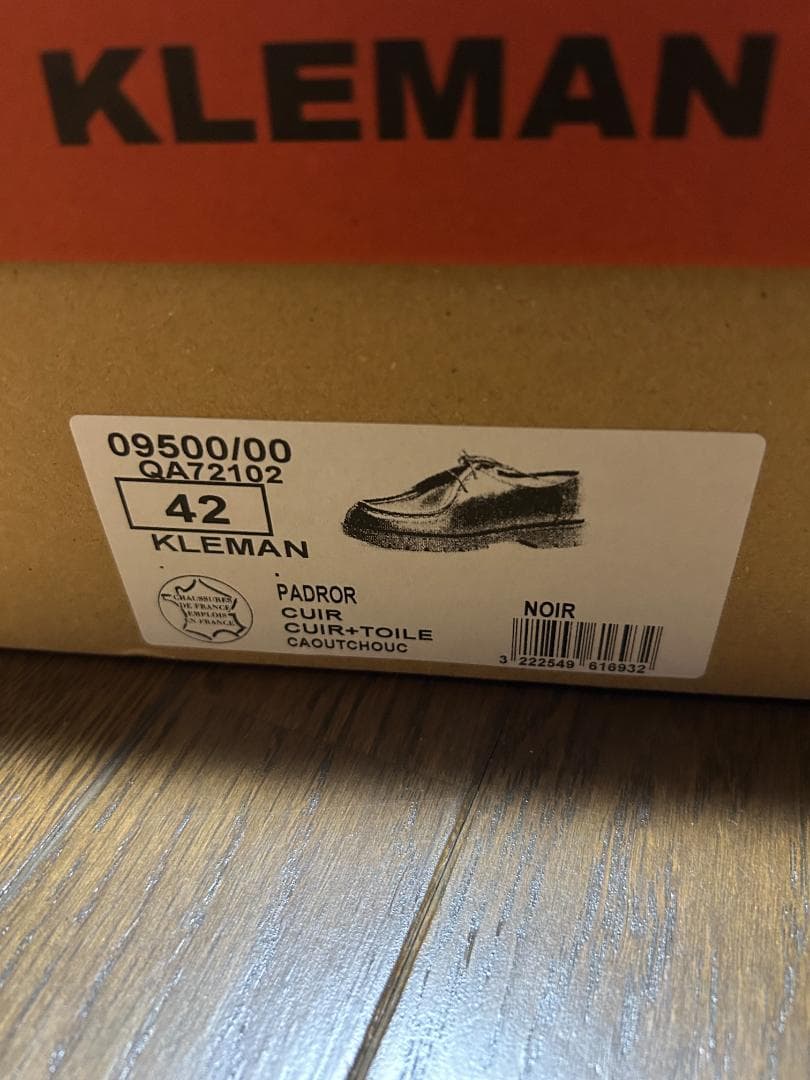 KLEMAN
09500/00
QA72102
42
KLEMAN
CHAUSSURES
DE FRANCE
EMPLOIS
EN FRANCE
PADROR
CUIR
CUIR+TOILE
CAOUTCHOUC
NOIR
3 222549 616932